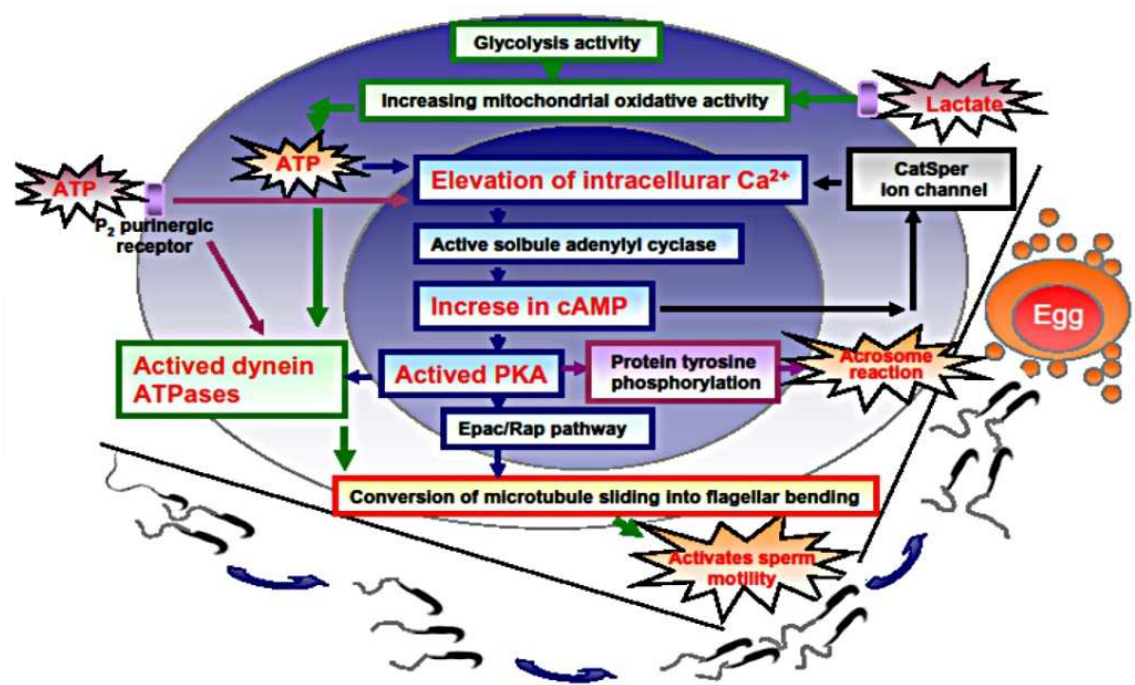 Glycolysis activity
Increasing mitochondrial oxidative activity
Lactate
ATP
ATP
P2 purinergic
receptor
Elevation of intracellurar Ca²⁺
CatSper
ion channel
Active solbule adenylyl cyclase
Increse in cAMP
Egg
Actived dynein
ATPases
Actived PKA
Protein tyrosine
phosphorylation
Acrosome
reaction
Epac/Rap pathway
Conversion of microtubule sliding into flagellar bending
Activates sperm
motility